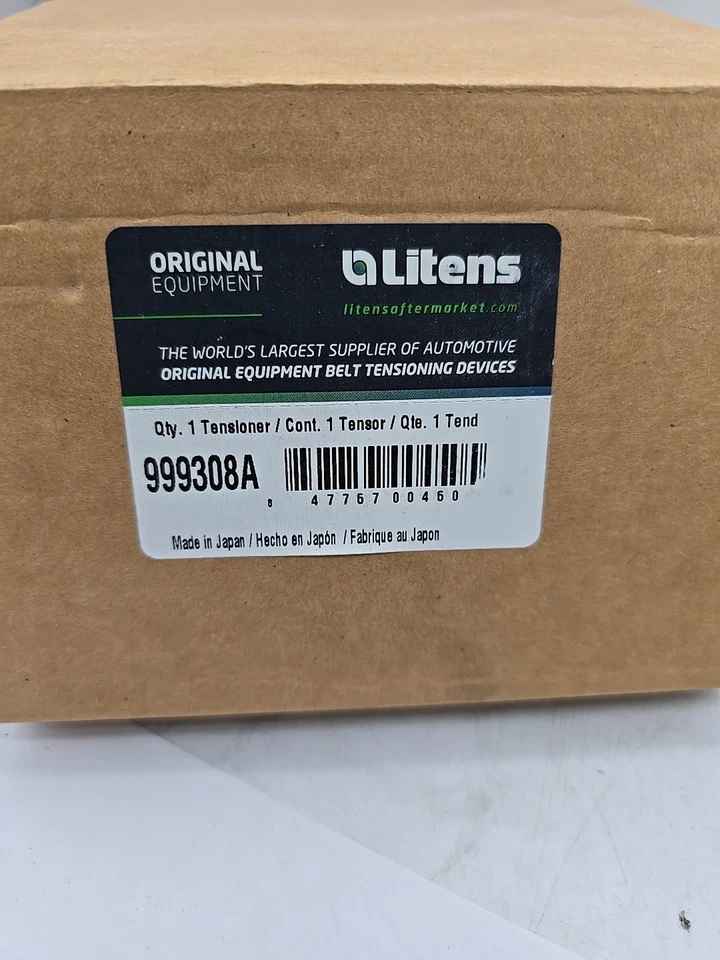 ORIGINAL
EQUIPMENT
Litens
litensaftermarket.com
THE WORLD'S LARGEST SUPPLIER OF AUTOMOTIVE
ORIGINAL EQUIPMENT BELT TENSIONING DEVICES
Qty. 1 Tensioner / Cont. 1 Tensor / Qte. 1 Tend
999308A
8 47757 00460
Made in Japan / Hecho en Japón / Fabrique au Japon